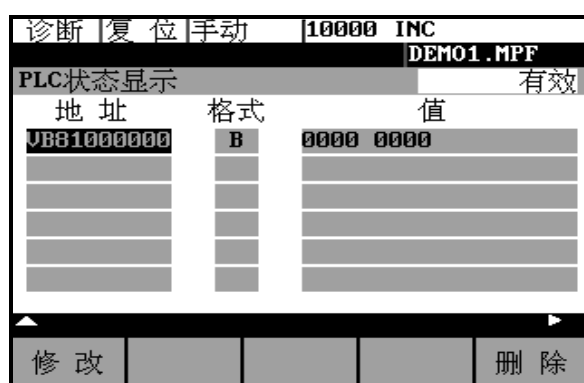 诊断 复 位 手动 10000 INC
DEMO1.MPF
PLC状态显示 有效
地 址 格式 值
VB81000000 B 0000 0000
修 改 删 除